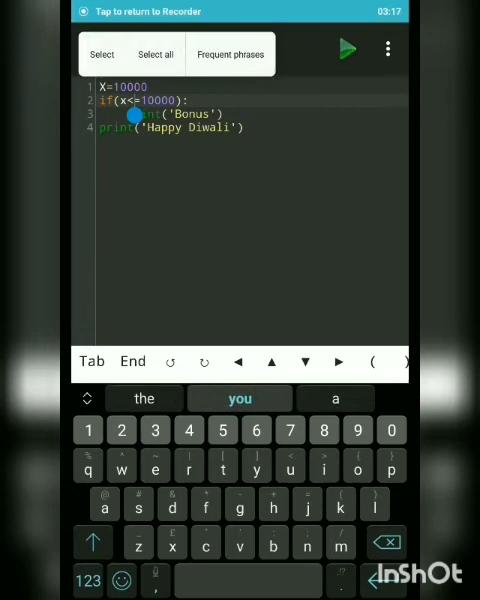 Tap to return to Recorder 03:17
Select Select all Frequent phrases
1 X=10000
2 if(x<=10000):
3 int('Bonus')
4 print('Happy Diwali')
Tab End ↺ ↻ ◀ ▲ ▼ ▶ ( )
the you a
1 2 3 4 5 6 7 8 9 0
% ^ ~ | [ ] < > { }
q w e r t y u i o p
@ # & * - + = ( )
a s d f g h j k l
_ £ " ' : ; /
z x c v b n m
123 , !? .
InShOt